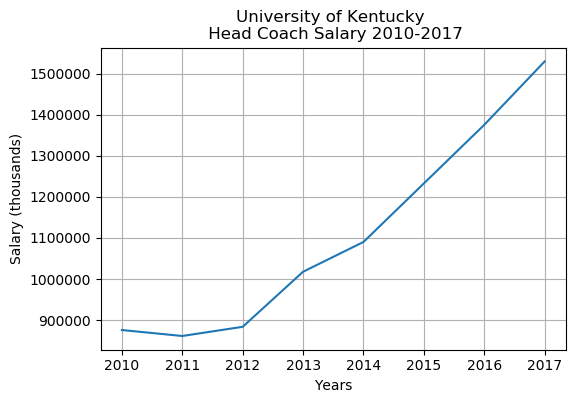 University of Kentucky
Head Coach Salary 2010-2017
1500000
1400000
1300000
1200000
1100000
1000000
900000
Salary (thousands)
2010 2011 2012 2013 2014 2015 2016 2017
Years